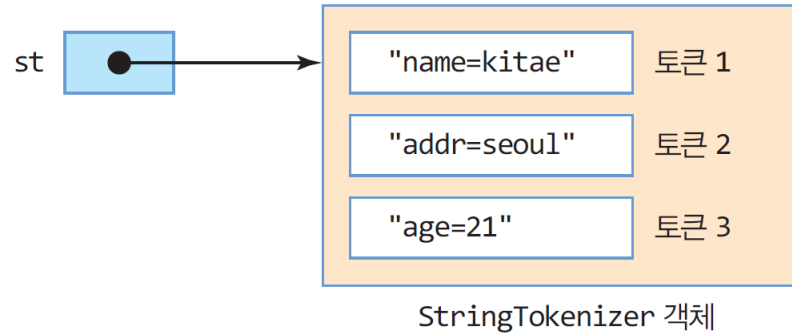 st
"name=kitae" 토큰 1
"addr=seoul" 토큰 2
"age=21" 토큰 3
StringTokenizer 객체